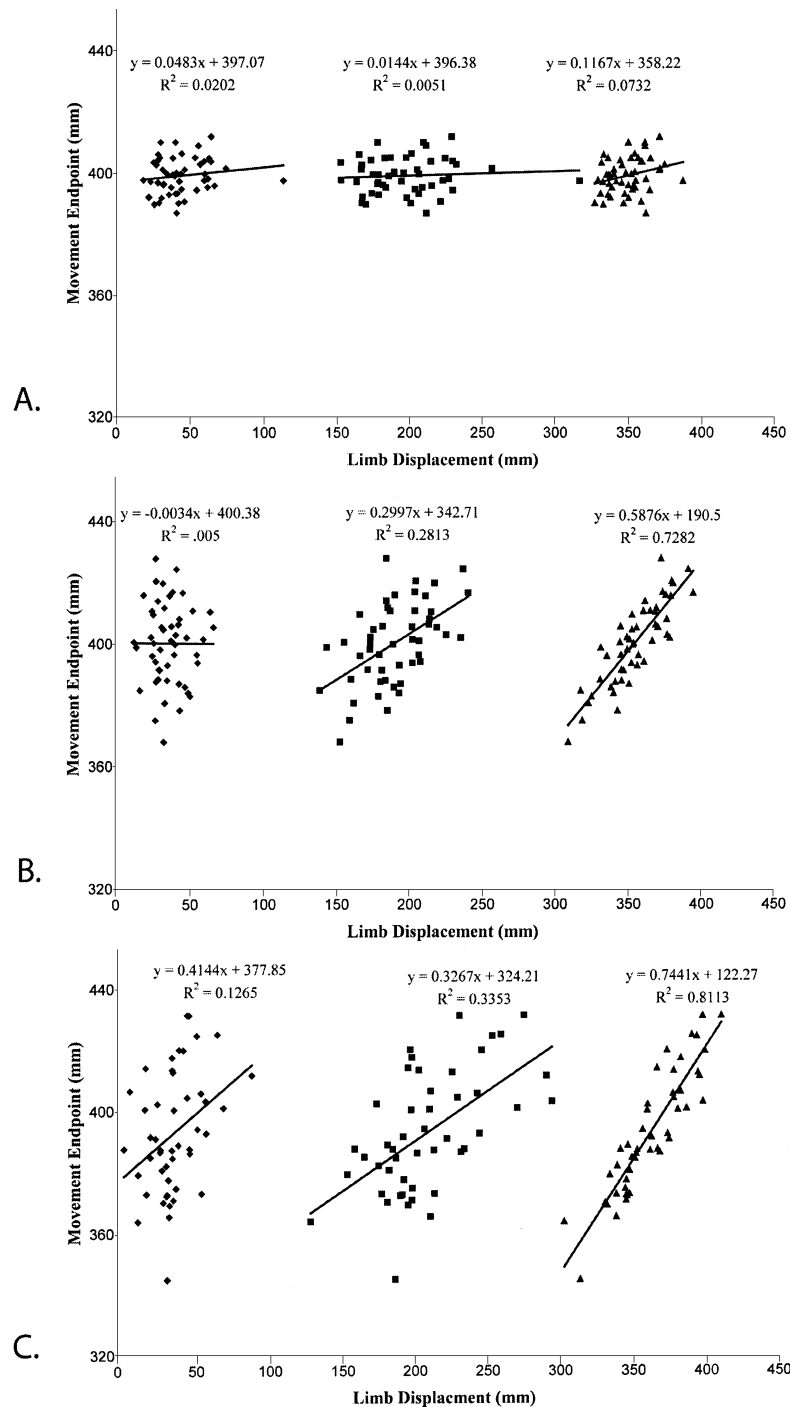 440
400
360
320
Movement Endpoint (mm)
y = 0.0483x + 397.07
R2 = 0.0202
y = 0.0144x + 396.38
R2 = 0.0051
y = 0.1167x + 358.22
R2 = 0.0732
A.
0 50 100 150 200 250 300 350 400 450
Limb Displacement (mm)
440
400
360
320
Movement Endpoint (mm)
y = -0.0034x + 400.38
R2 = .005
y = 0.2997x + 342.71
R2 = 0.2813
y = 0.5876x + 190.5
R2 = 0.7282
B.
0 50 100 150 200 250 300 350 400 450
Limb Displacement (mm)
440
400
360
320
Movement Endpoint (mm)
y = 0.4144x + 377.85
R2 = 0.1265
y = 0.3267x + 324.21
R2 = 0.3353
y = 0.7441x + 122.27
R2 = 0.8113
C.
0 50 100 150 200 250 300 350 400 450
Limb Displacment (mm)